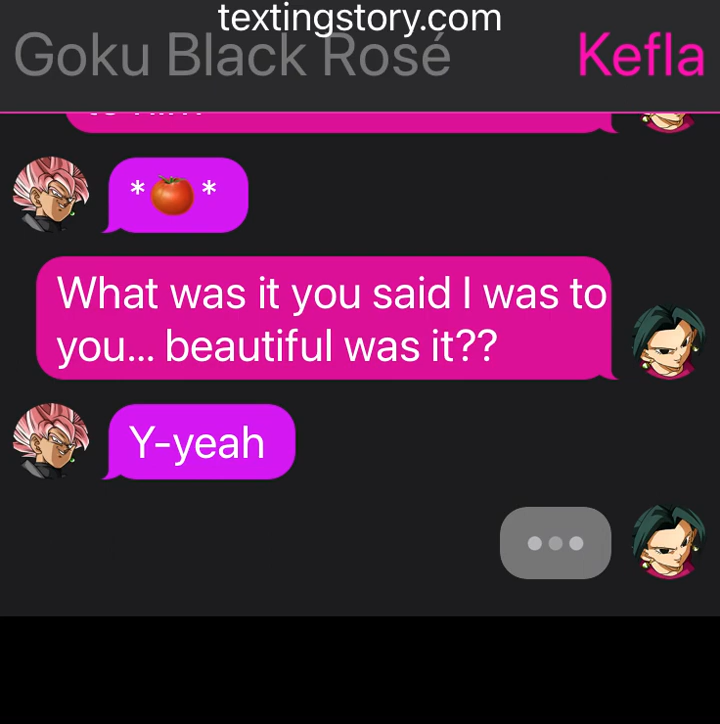 textingstory.com
Goku Black Rosé
Kefla
* 🍅 *
What was it you said I was to
you... beautiful was it??
Y-yeah